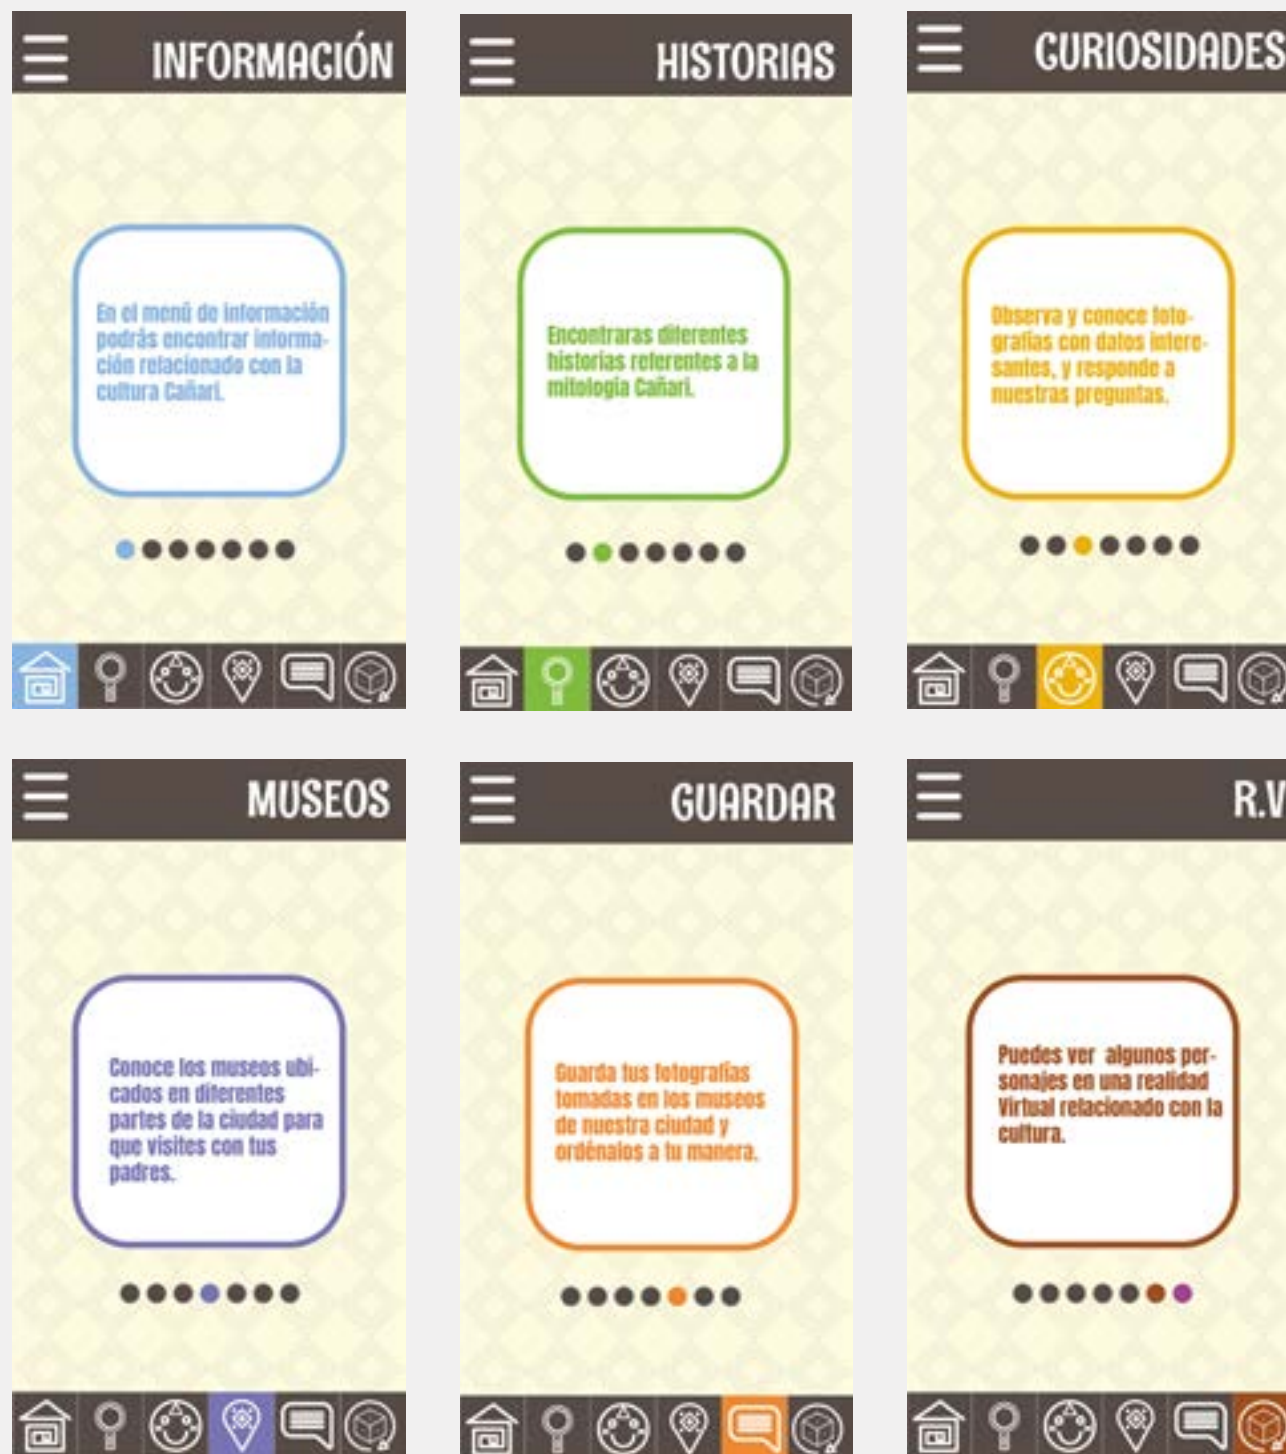 INFORMACIÓN
En el menú de información
podrás encontrar informa-
ción relacionado con la
cultura Cañari.
HISTORIAS
Encontraras diferentes
historias referentes a la
mitología Cañari.
CURIOSIDADES
Observa y conoce foto-
grafías con datos intere-
santes, y responde a
nuestras preguntas.
MUSEOS
Conoce los museos ubi-
cados en diferentes
partes de la ciudad para
que visites con tus
padres.
GUARDAR
Guarda tus fotografías
tomadas en los museos
de nuestra ciudad y
ordénalos a tu manera.
R.V
Puedes ver algunos per-
sonajes en una realidad
Virtual relacionado con la
cultura.